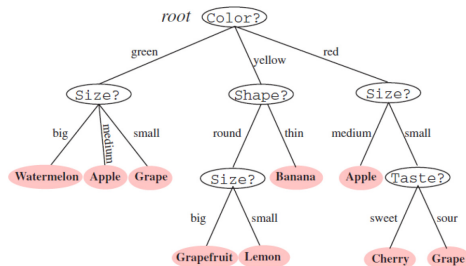 root Color?
green yellow red
Size? Shape? Size?
big medium small round thin medium small
Watermelon Apple Grape Size? Banana Apple Taste?
big small sweet sour
Grapefruit Lemon Cherry Grape